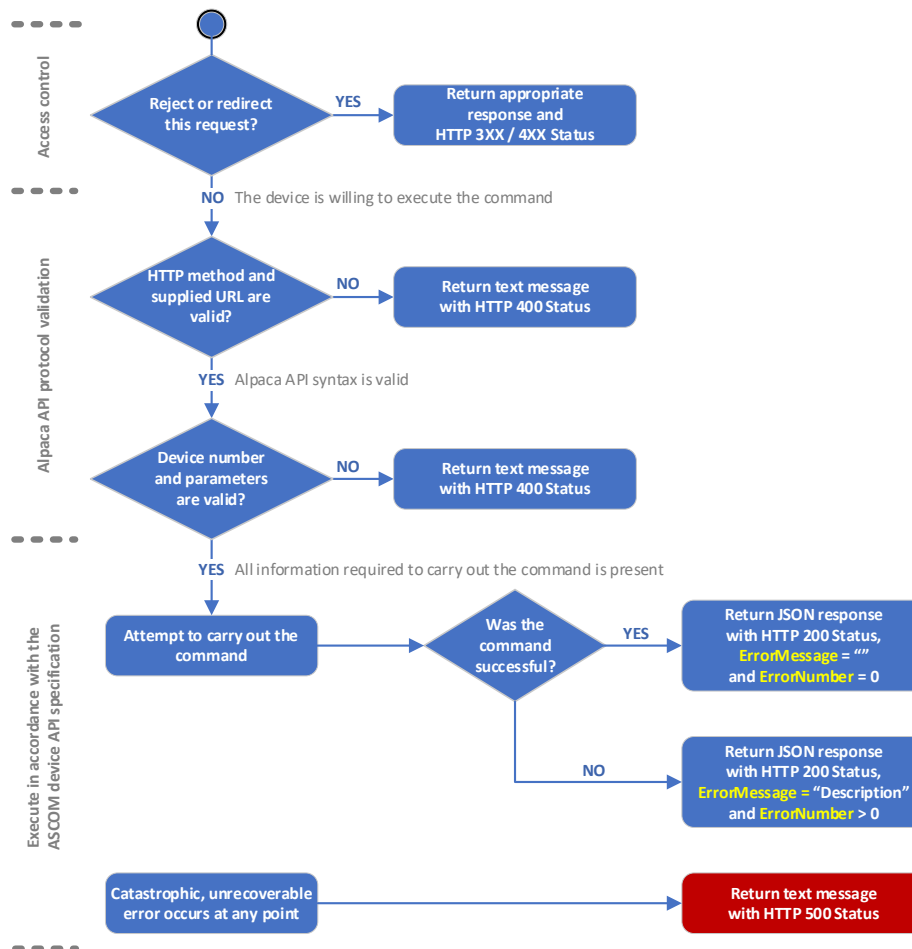 Access control
Reject or redirect
this request?
YES
Return appropriate
response and
HTTP 3XX / 4XX Status
NO The device is willing to execute the command
Alpaca API protocol validation
HTTP method and
supplied URL are
valid?
NO
Return text message
with HTTP 400 Status
YES Alpaca API syntax is valid
Device number
and parameters
are valid?
NO
Return text message
with HTTP 400 Status
YES All information required to carry out the command is present
Execute in accordance with the
ASCOM device API specification
Attempt to carry out the
command
Was the
command
successful?
YES
Return JSON response
with HTTP 200 Status,
ErrorMessage = “”
and ErrorNumber = 0
NO
Return JSON response
with HTTP 200 Status,
ErrorMessage = “Description”
and ErrorNumber > 0
Catastrophic, unrecoverable
error occurs at any point
Return text message
with HTTP 500 Status